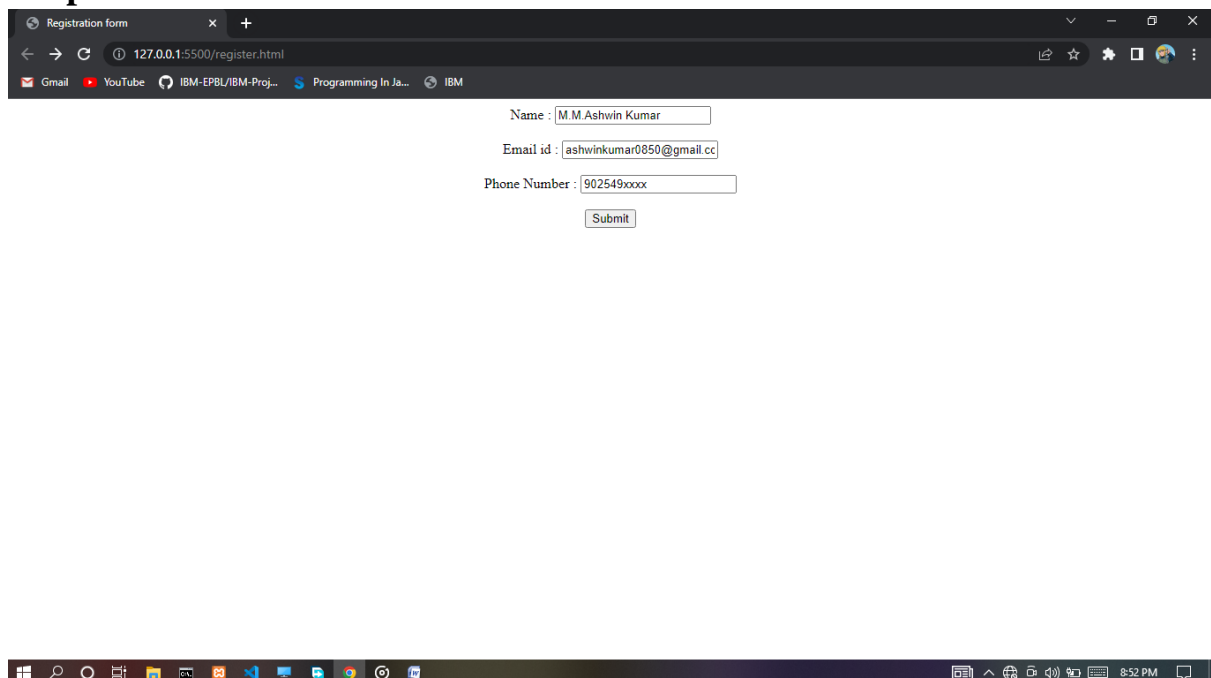 Registration form
127.0.0.1:5500/register.html
Gmail YouTube IBM-EPBL/IBM-Proj... Programming In Ja... IBM
Name : M.M.Ashwin Kumar
Email id : ashwinkumar0850@gmail.cc
Phone Number : 902549xxxx
Submit
8:52 PM